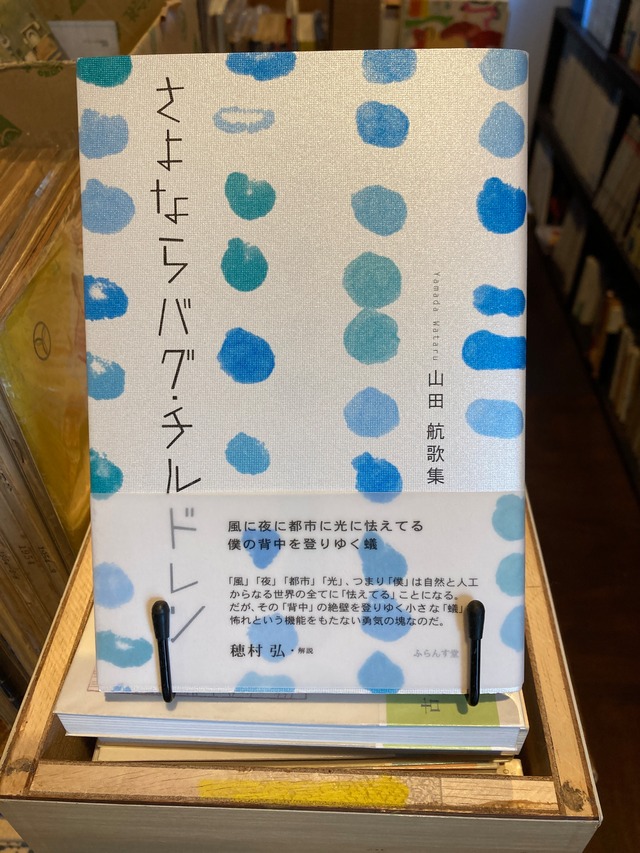 さよならバグ・チルドレン
Yamada Wataru
山田 航歌集
風に夜に都市に光に怯えてる
僕の背中を登りゆく蟻
「風」「夜」「都市」「光」、つまり「僕」は自然と人工
からなる世界の全てに「怯えてる」ことになる。
だが、その「背中」の絶壁を登りゆく小さな「蟻」
怖れという機能をもたない勇気の塊なのだ。
穂村 弘・解説
ふらんす堂